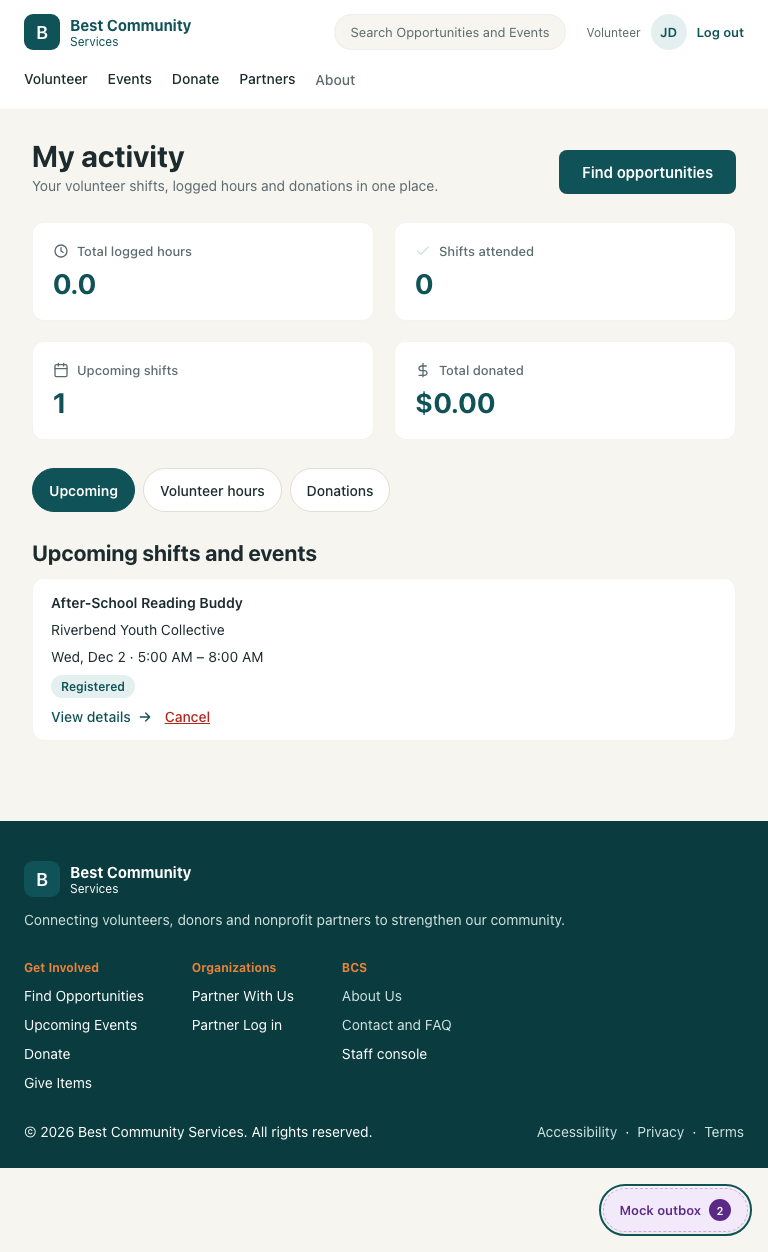 B
Best Community
Services
Search Opportunities and Events
Volunteer
JD
Log out
Volunteer
Events
Donate
Partners
About
My activity
Your volunteer shifts, logged hours and donations in one place.
Find opportunities
Total logged hours
0.0
Shifts attended
0
Upcoming shifts
1
Total donated
$0.00
Upcoming
Volunteer hours
Donations
Upcoming shifts and events
After-School Reading Buddy
Riverbend Youth Collective
Wed, Dec 2 · 5:00 AM – 8:00 AM
Registered
View details →
Cancel
B
Best Community
Services
Connecting volunteers, donors and nonprofit partners to strengthen our community.
Get Involved
Find Opportunities
Upcoming Events
Donate
Give Items
Organizations
Partner With Us
Partner Log in
BCS
About Us
Contact and FAQ
Staff console
© 2026 Best Community Services. All rights reserved.
Accessibility · Privacy · Terms
Mock outbox 2